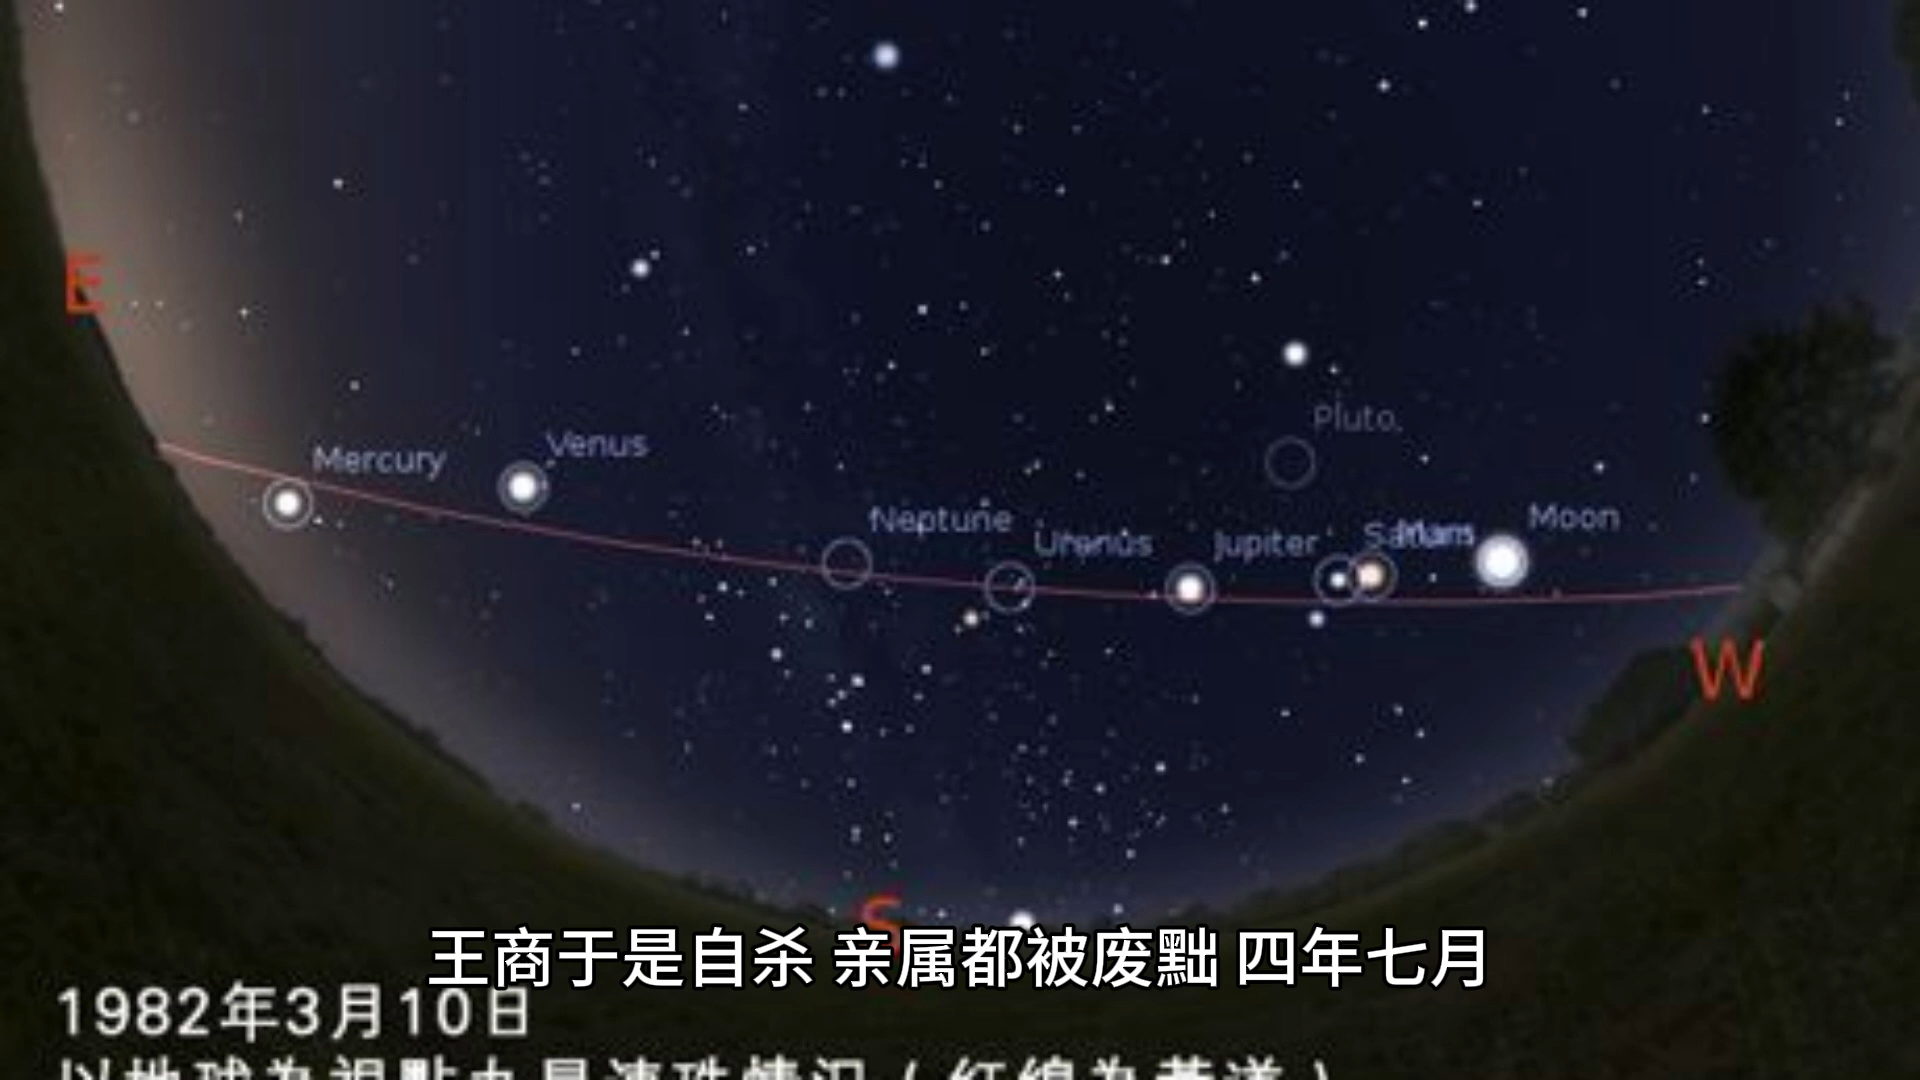 E
Pluto
Mercury
Venus
Neptune
Uranus
Jupiter
Moon
W
S
王商于是自杀 亲属都被废黜 四年七月
1982年3月10日